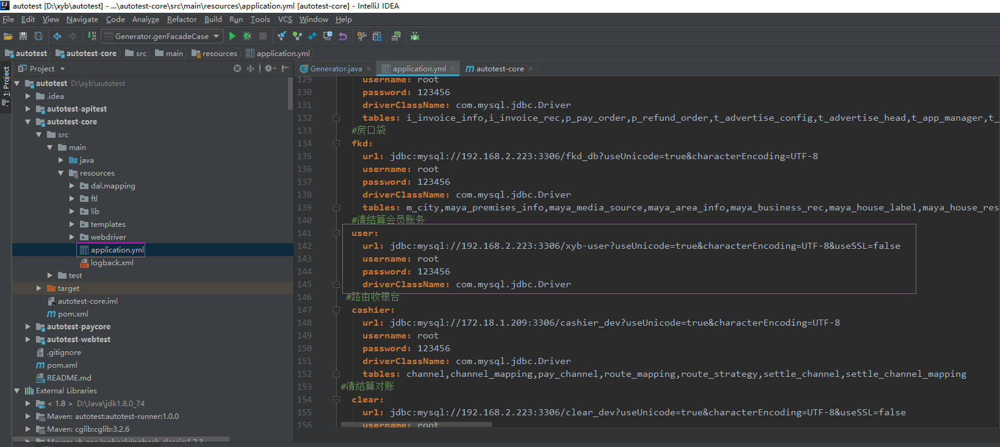 autotest [D:\xyb\autotest] - ...\autotest-core\src\main\resources\application.yml [autotest-core] - IntelliJ IDEA
File Edit View Navigate Code Analyze Refactor Build Run Tools VCS Window Help
Generator.genFacadeCase
autotest autotest-core src main resources application.yml
1: Project
Project
autotest D:\xyb\autotest
.idea
autotest-apitest
autotest-core
src
main
java
resources
dal.mapping
ftl
lib
templates
webdriver
application.yml
logback.xml
test
target
autotest-core.iml
pom.xml
autotest-paycore
autotest-webtest
.gitignore
pom.xml
README.md
External Libraries
< 1.8 > D:\Java\jdk1.8.0_74
Maven: autotest:autotest-runner:1.0.0
Maven: cglib:cglib:3.2.6
Maven: ch.qos.logback:logback-classic:1.2.3
Generator.java application.yml autotest-core
129 username: root
130 password: 123456
131 driverClassName: com.mysql.jdbc.Driver
132 tables: i_invoice_info,i_invoice_rec,p_pay_order,p_refund_order,t_advertise_config,t_advertise_head,t_app_manager,t_
133 #房口袋
134 fkd:
135 url: jdbc:mysql://192.168.2.223:3306/fkd_db?useUnicode=true&characterEncoding=UTF-8
136 username: root
137 password: 123456
138 driverClassName: com.mysql.jdbc.Driver
139 tables: m_city,maya_premises_info,maya_media_source,maya_area_info,maya_business_rec,maya_house_label,maya_house_res
140 #清结算会员账务
141 user:
142 url: jdbc:mysql://192.168.2.223:3306/xyb-user?useUnicode=true&characterEncoding=UTF-8&useSSL=false
143 username: root
144 password: 123456
145 driverClassName: com.mysql.jdbc.Driver
146 #路由收银台
147 cashier:
148 url: jdbc:mysql://172.18.1.209:3306/cashier_dev?useUnicode=true&characterEncoding=UTF-8
149 username: root
150 password: 123456
151 driverClassName: com.mysql.jdbc.Driver
152 tables: channel,channel_mapping,pay_channel,route_mapping,route_strategy,settle_channel,settle_channel_mapping
153 #清结算对账
154 clear:
155 url: jdbc:mysql://192.168.2.223:3306/clear_dev?useUnicode=true&characterEncoding=UTF-8&useSSL=false
156 username: root